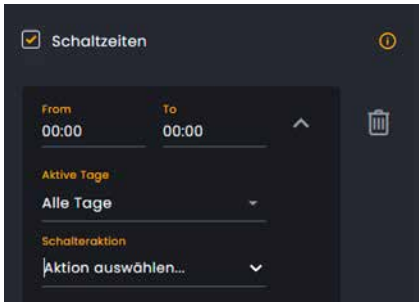 Schaltzeiten
From To
00:00 00:00
Aktive Tage
Alle Tage
Schalteraktion
Aktion auswählen...